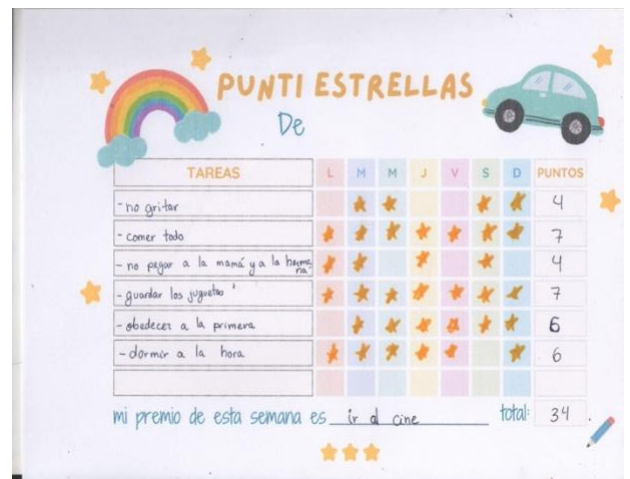 PUNTI ESTRELLAS
De
TAREAS L M M J V S D PUNTOS
- no gritar 4
- comer todo 7
- no pegar a la mamá y a la hermana 4
- guardar los juguetes 7
- obedecer a la primera 6
- dormir a la hora 6
mi premio de esta semana es ir al cine total: 34